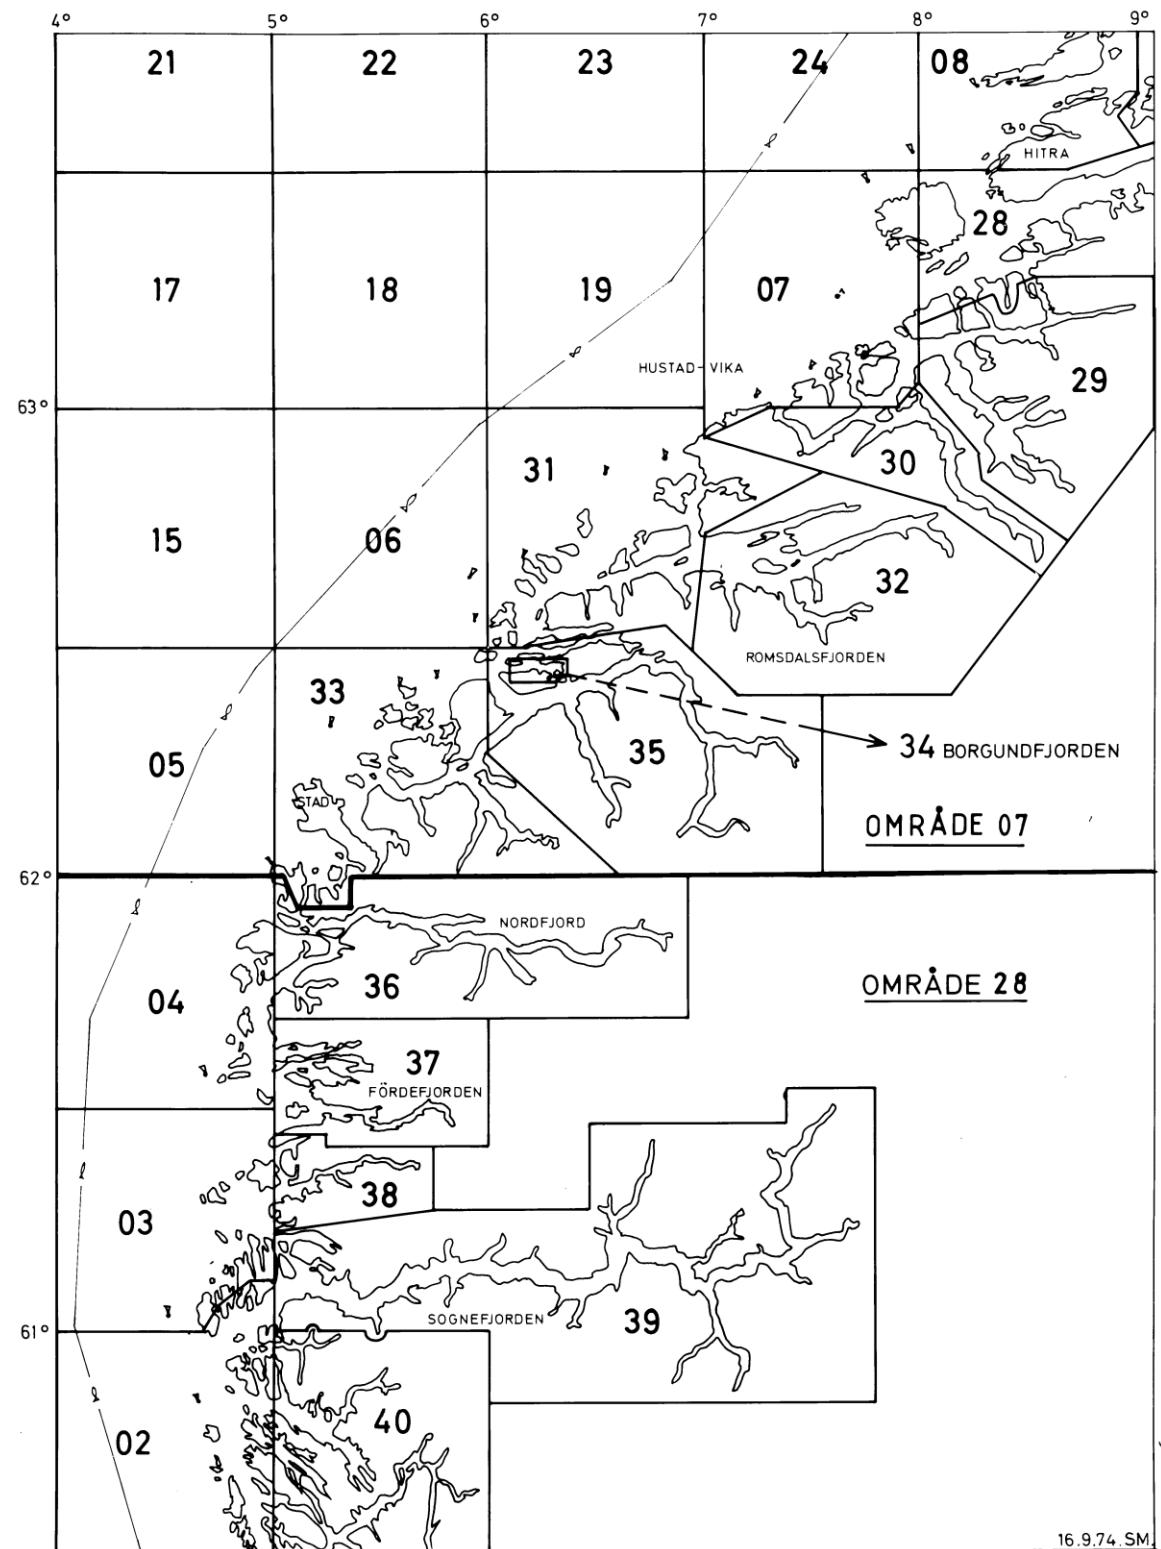 4° 5° 6° 7° 8° 9°
21 22 23 24 08
HITRA
28
17 18 19 07
HUSTAD-VIKA
29
63°
31 30
15 06
32
ROMSDALSFJORDEN
33
35
34 BORGUNDFJORDEN
05
STAD
OMRÅDE 07
62°
NORDFJORD
36
OMRÅDE 28
04
37
FÖRDEFJORDEN
38
03
SOGNEFJORDEN 39
61°
40
02
16.9.74.SM.